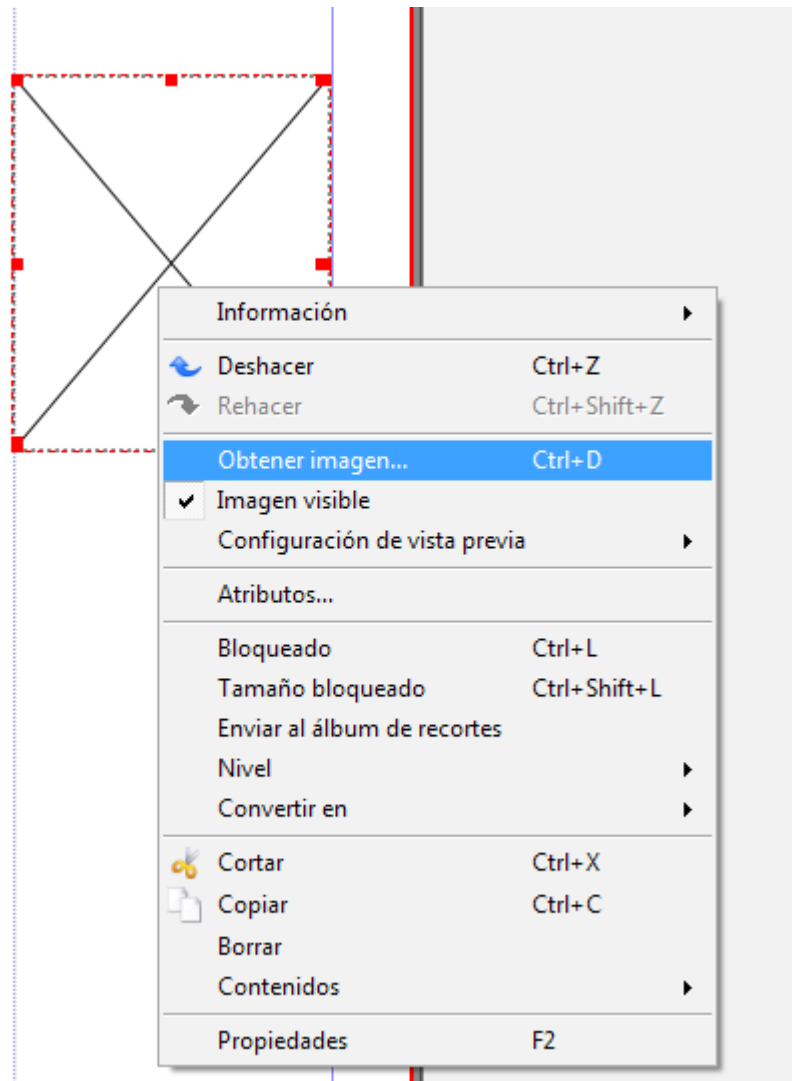 Información
Deshacer Ctrl+Z
Rehacer Ctrl+Shift+Z
Obtener imagen... Ctrl+D
Imagen visible
Configuración de vista previa
Atributos...
Bloqueado Ctrl+L
Tamaño bloqueado Ctrl+Shift+L
Enviar al álbum de recortes
Nivel
Convertir en
Cortar Ctrl+X
Copiar Ctrl+C
Borrar
Contenidos
Propiedades F2